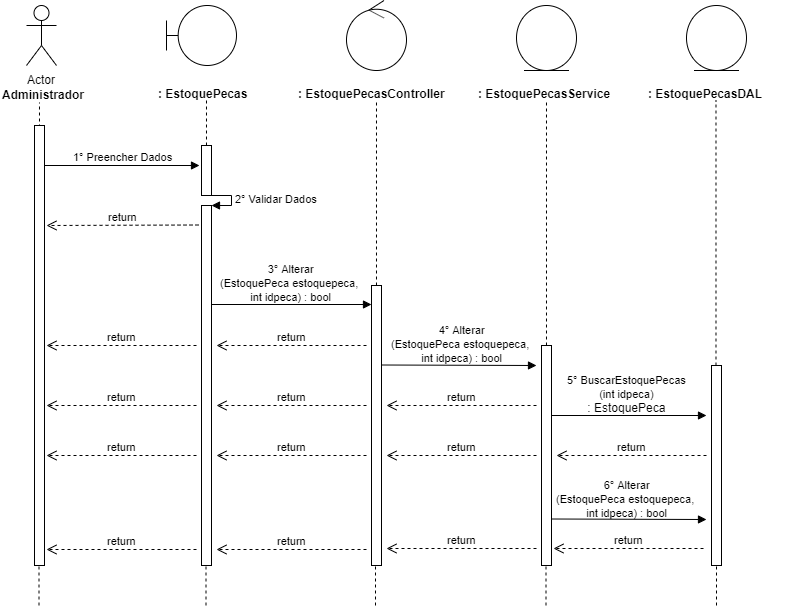 Actor
Administrador
: EstoquePecas
: EstoquePecasController
: EstoquePecasService
: EstoquePecasDAL
1° Preencher Dados
2° Validar Dados
return
3° Alterar
(EstoquePeca estoquepeca,
int idpeca) : bool
return
return
4° Alterar
(EstoquePeca estoquepeca,
int idpeca) : bool
5° BuscarEstoquePecas
(int idpeca)
: EstoquePeca
return
return
return
return
return
return
return
6° Alterar
(EstoquePeca estoquepeca,
int idpeca) : bool
return
return
return
return